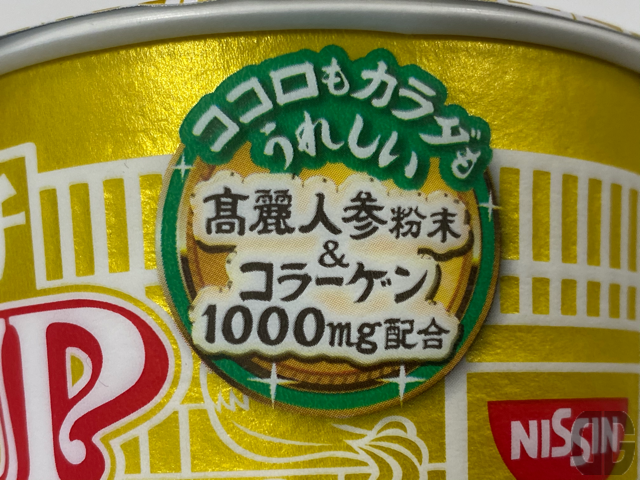 ココロもカラダも
うれしい
髙麗人参粉末
&
コラーゲン
1000mg配合
NISSIN